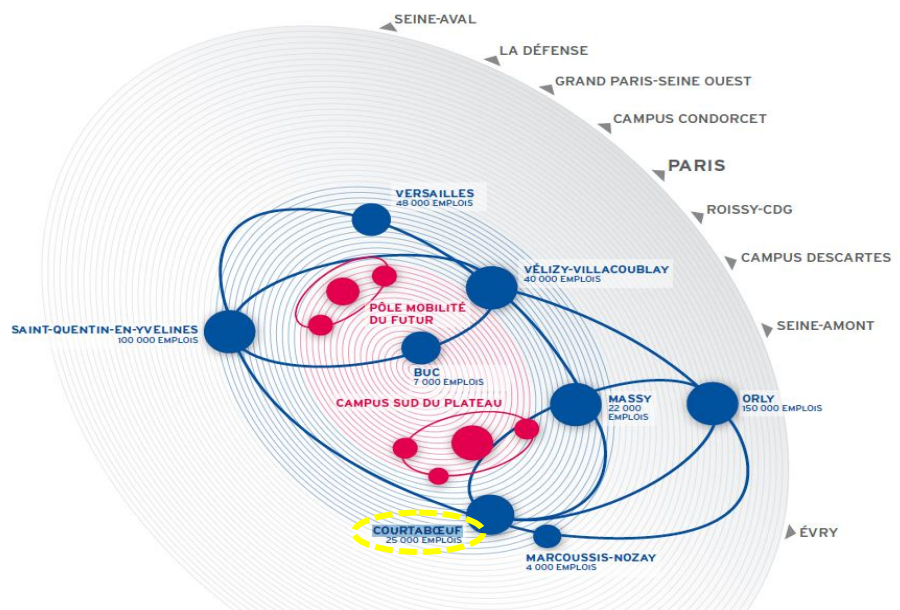 SEINE-AVAL
LA DÉFENSE
GRAND PARIS-SEINE OUEST
CAMPUS CONDORCET
PARIS
ROISSY-CDG
CAMPUS DESCARTES
SEINE-AMONT
ÉVRY
VERSAILLES
48 000 EMPLOIS
VÉLIZY-VILLACOUBLAY
40 000 EMPLOIS
PÔLE MOBILITÉ
DU FUTUR
SAINT-QUENTIN-EN-YVELINES
100 000 EMPLOIS
BUC
7 000 EMPLOIS
CAMPUS SUD DU PLATEAU
MASSY
22 000
EMPLOIS
ORLY
150 000 EMPLOIS
COURTABŒUF
25 000 EMPLOIS
MARCOUSSIS-NOZAY
4 000 EMPLOIS